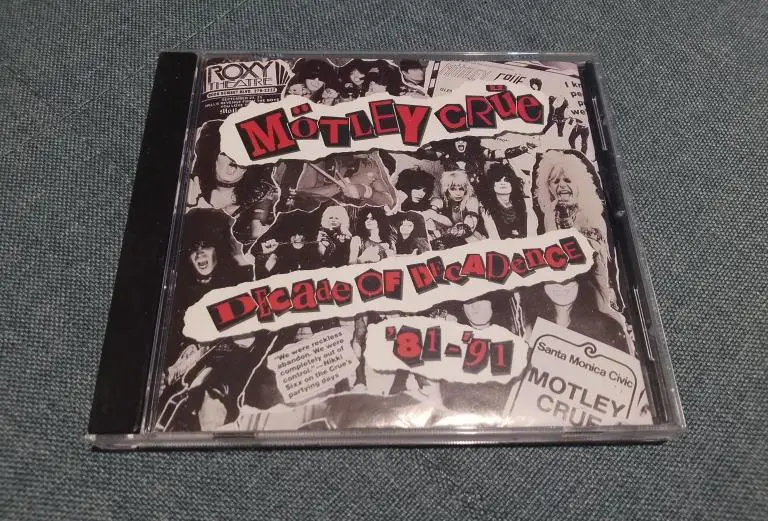 ROXY
THEATRE
MÖTLEY CRÜE
DECADE OF DECADENCE
'81-'91
"We were reckless
abandon. We were
completely out of
control."—Nikki
Sixx on the Crüe's
partying days
Santa Monica Civic
MOTLEY
CRUE